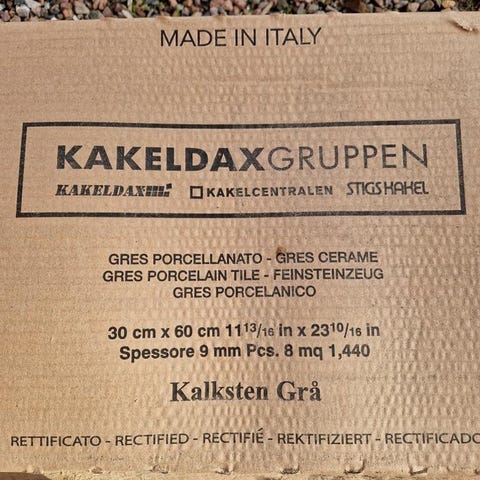 MADE IN ITALY
KAKELDAXGRUPPEN
KAKELDAX KAKELCENTRALEN STIGS KAKEL
GRES PORCELLANATO - GRES CERAME
GRES PORCELAIN TILE - FEINSTEINZEUG
GRES PORCELANICO
30 cm x 60 cm 11 13/16 in x 23 10/16 in
Spessore 9 mm Pcs. 8 mq 1,440
Kalksten Grå
RETTIFICATO - RECTIFIED - RECTIFIÉ - REKTIFIZIERT - RECTIFICADO